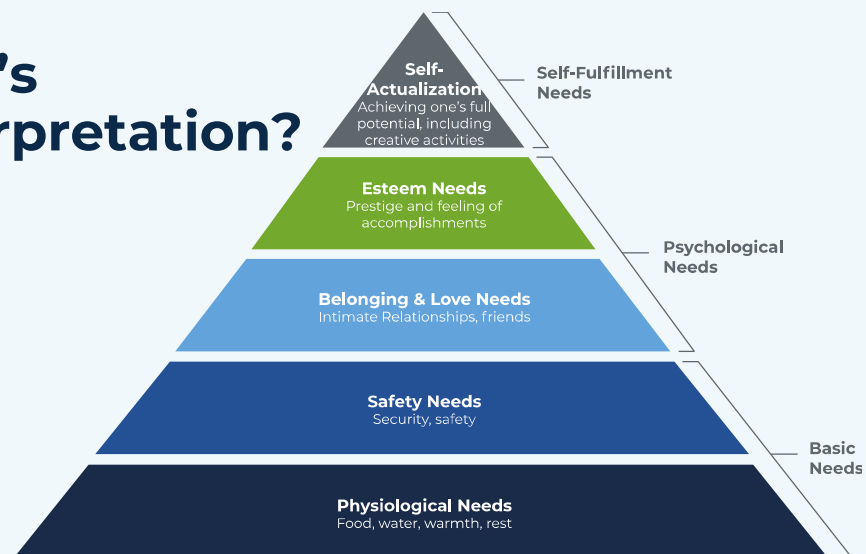 's
rpretation?
Self-
Actualization
Achieving one's full
potential, including
creative activities
Self-Fulfillment
Needs
Esteem Needs
Prestige and feeling of
accomplishments
Psychological
Needs
Belonging & Love Needs
Intimate Relationships, friends
Safety Needs
Security, safety
Basic
Needs
Physiological Needs
Food, water, warmth, rest